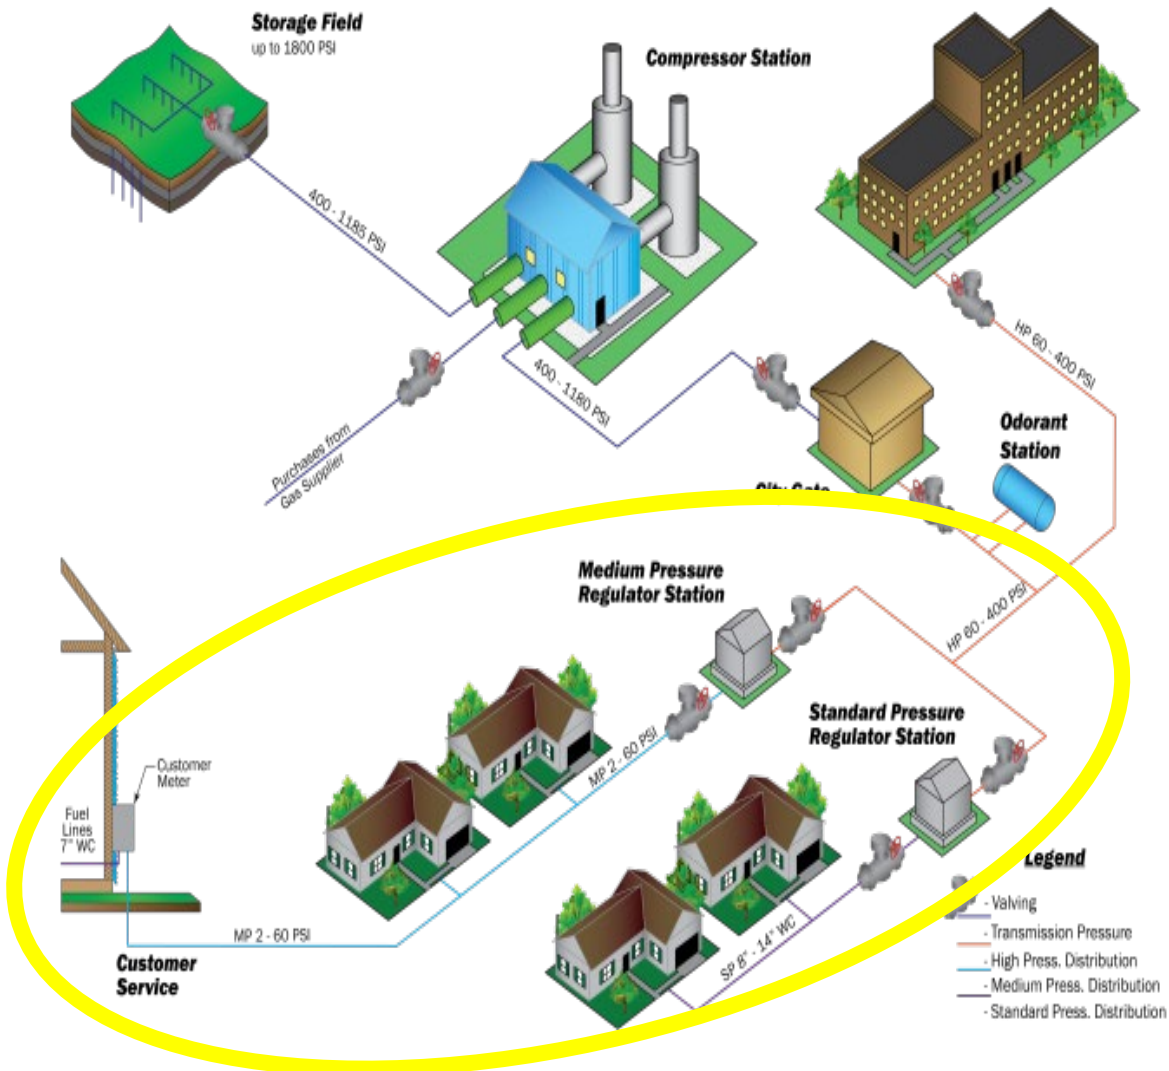 Storage Field
up to 1800 PSI
Compressor Station
400 - 1185 PSI
HP 60 - 400 PSI
400 - 1180 PSI
Purchases from
Gas Supplier
Odorant
Station
City Gate
Medium Pressure
Regulator Station
HP 60 - 400 PSI
Standard Pressure
Regulator Station
MP 2 - 60 PSI
Customer
Meter
Fuel
Lines
7" WC
Legend
- Valving
- Transmission Pressure
- High Press. Distribution
- Medium Press. Distribution
- Standard Press. Distribution
MP 2 - 60 PSI
SP 8" - 14" WC
Customer
Service